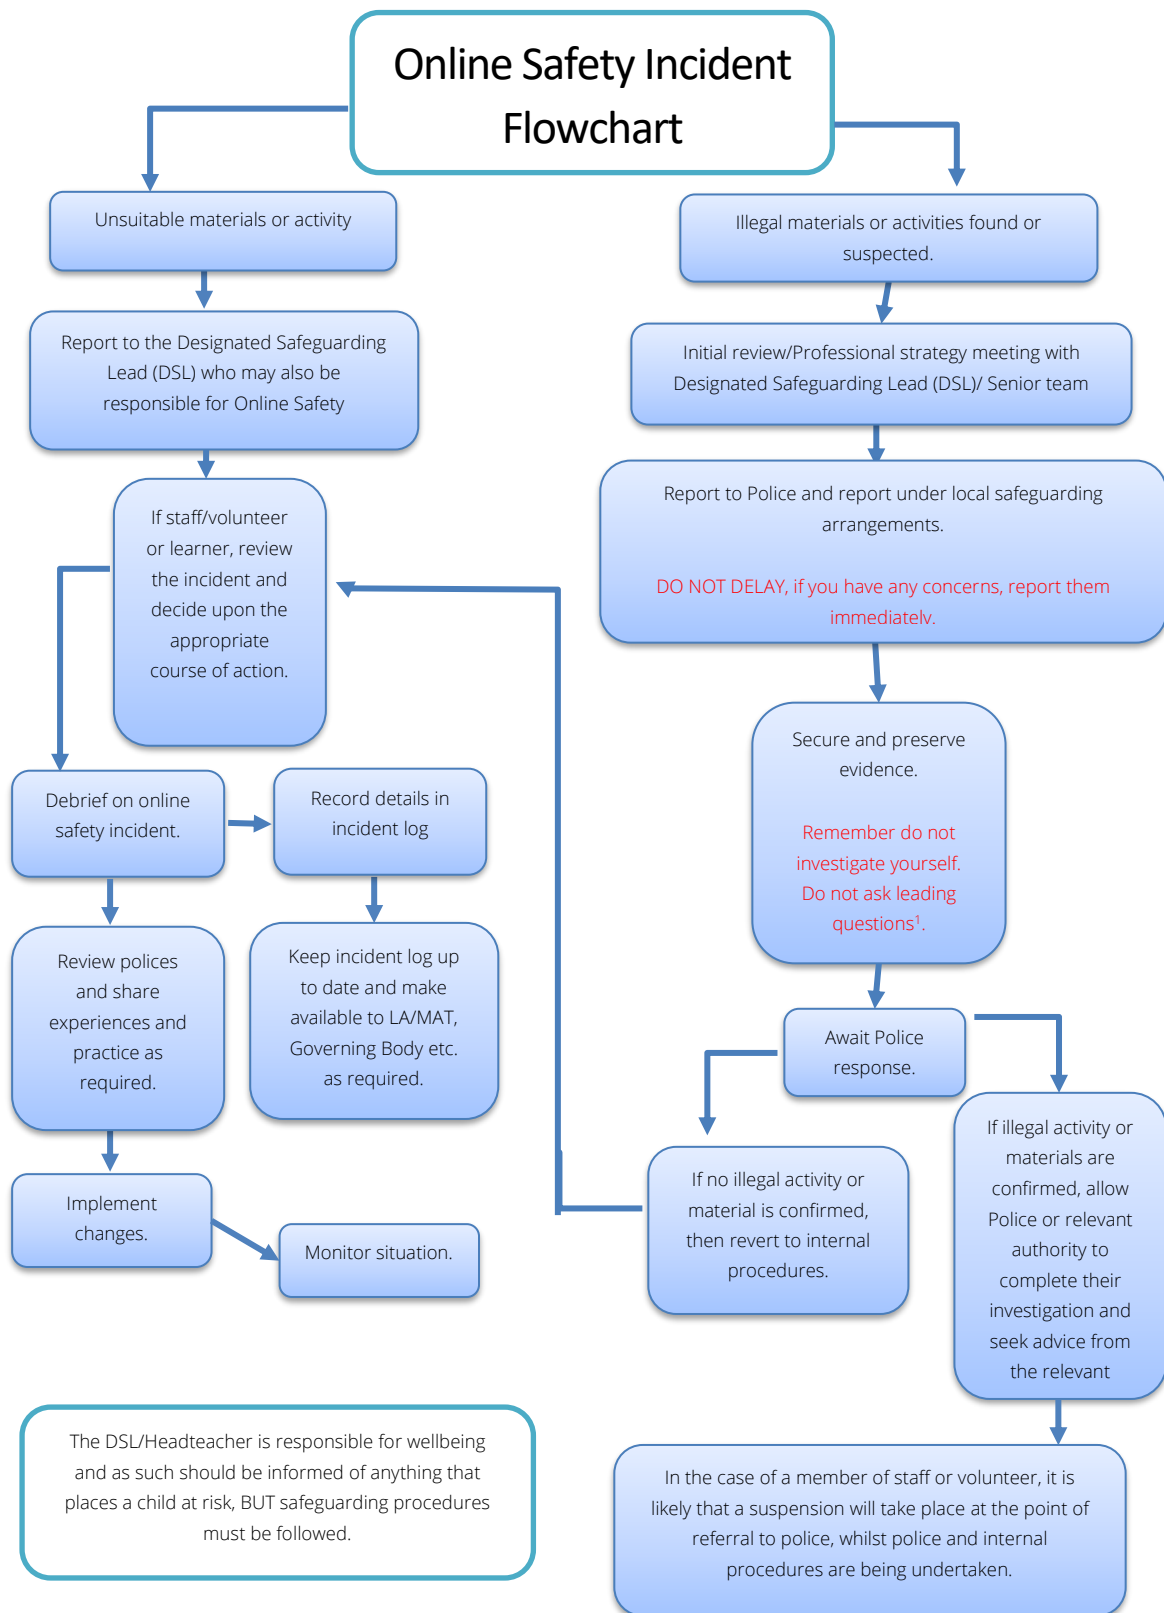 Online Safety Incident
Flowchart
Unsuitable materials or activity
Report to the Designated Safeguarding
Lead (DSL) who may also be
responsible for Online Safety
If staff/volunteer
or learner, review
the incident and
decide upon the
appropriate
course of action.
Debrief on online
safety incident.
Record details in
incident log
Review polices
and share
experiences and
practice as
required.
Keep incident log up
to date and make
available to LA/MAT,
Governing Body etc.
as required.
Implement
changes.
Monitor situation.
Illegal materials or activities found or
suspected.
Initial review/Professional strategy meeting with
Designated Safeguarding Lead (DSL)/ Senior team
Report to Police and report under local safeguarding
arrangements.
DO NOT DELAY, if you have any concerns, report them
immediately.
Secure and preserve
evidence.
Remember do not
investigate yourself.
Do not ask leading
questions¹.
Await Police
response.
If no illegal activity or
material is confirmed,
then revert to internal
procedures.
If illegal activity or
materials are
confirmed, allow
Police or relevant
authority to
complete their
investigation and
seek advice from
the relevant
In the case of a member of staff or volunteer, it is
likely that a suspension will take place at the point of
referral to police, whilst police and internal
procedures are being undertaken.
The DSL/Headteacher is responsible for wellbeing
and as such should be informed of anything that
places a child at risk, BUT safeguarding procedures
must be followed.